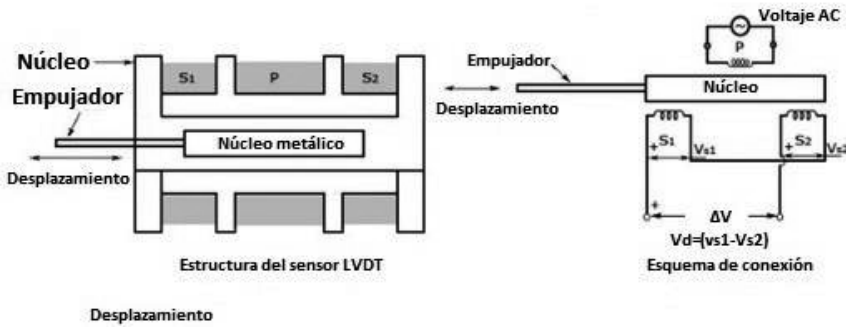 Núcleo
Empujador
S1
P
S2
Núcleo metálico
Desplazamiento
Estructura del sensor LVDT
Voltaje AC
~
P
Empujador
Núcleo
Desplazamiento
+ S1 Vs1
+ S2 Vs2
+
ΔV
Vd=(vs1-Vs2)
Esquema de conexión
Desplazamiento